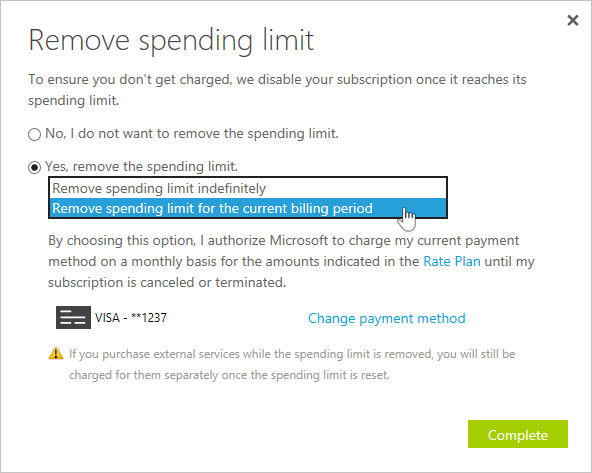 Remove spending limit
To ensure you don't get charged, we disable your subscription once it reaches its
spending limit.
No, I do not want to remove the spending limit.
Yes, remove the spending limit.
Remove spending limit indefinitely
Remove spending limit for the current billing period
By choosing this option, I authorize Microsoft to charge my current payment
method on a monthly basis for the amounts indicated in the Rate Plan until my
subscription is canceled or terminated.
VISA - **1237 Change payment method
If you purchase external services while the spending limit is removed, you will still be
charged for them separately once the spending limit is reset.
Complete